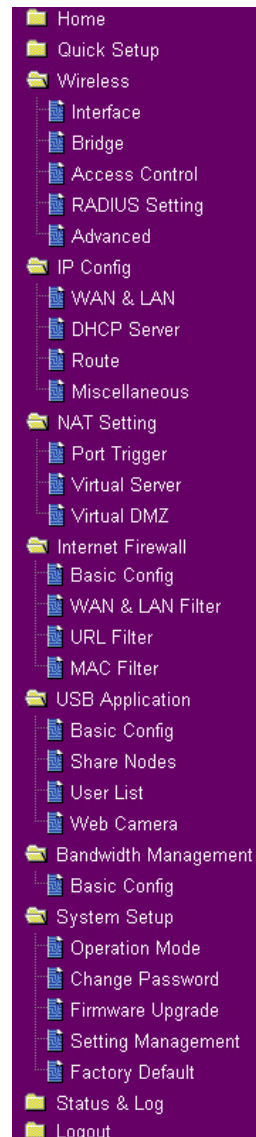 Home
Quick Setup
Wireless
Interface
Bridge
Access Control
RADIUS Setting
Advanced
IP Config
WAN & LAN
DHCP Server
Route
Miscellaneous
NAT Setting
Port Trigger
Virtual Server
Virtual DMZ
Internet Firewall
Basic Config
WAN & LAN Filter
URL Filter
MAC Filter
USB Application
Basic Config
Share Nodes
User List
Web Camera
Bandwidth Management
Basic Config
System Setup
Operation Mode
Change Password
Firmware Upgrade
Setting Management
Factory Default
Status & Log
Logout